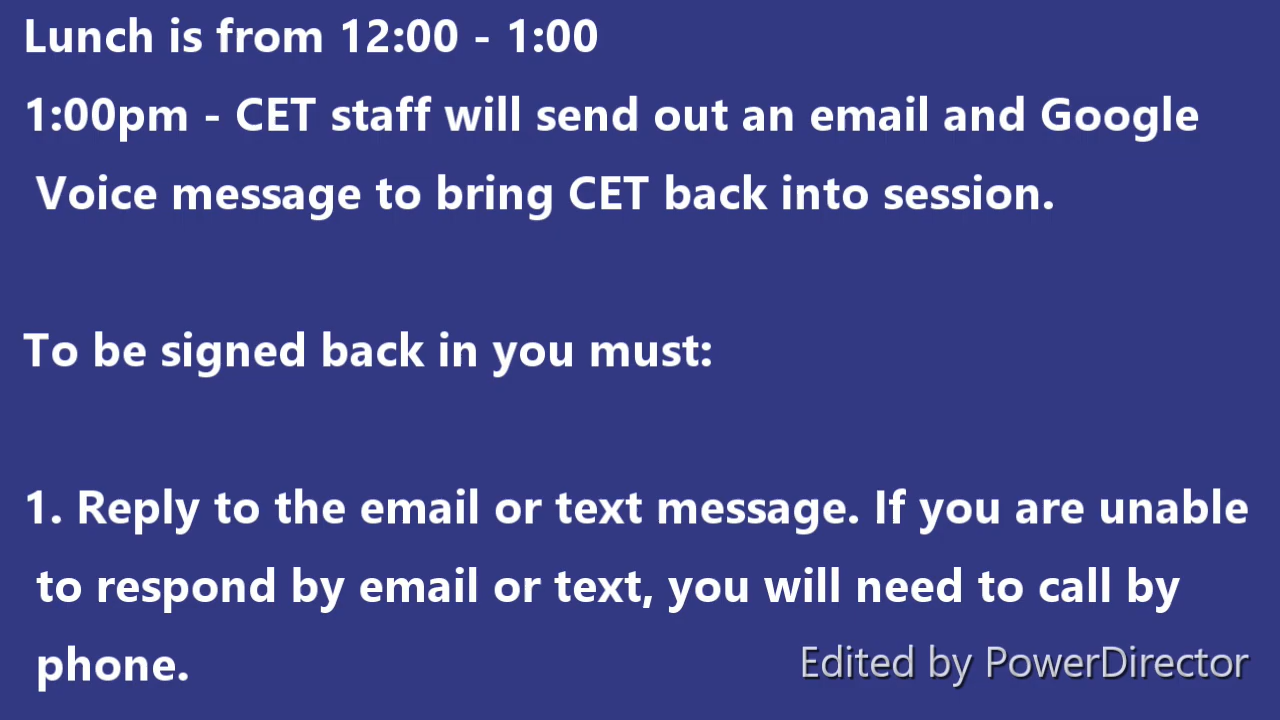 Lunch is from 12:00 - 1:00
1:00pm - CET staff will send out an email and Google
Voice message to bring CET back into session.
To be signed back in you must:
1. Reply to the email or text message. If you are unable
to respond by email or text, you will need to call by
phone.
Edited by PowerDirector